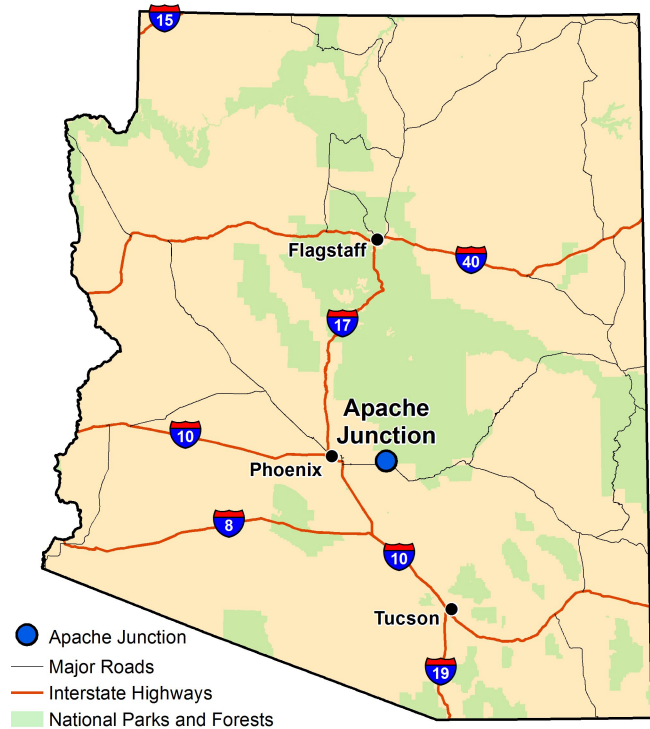 15
Flagstaff
40
17
Apache
Junction
10
Phoenix
8
10
Tucson
19
Apache Junction
Major Roads
Interstate Highways
National Parks and Forests